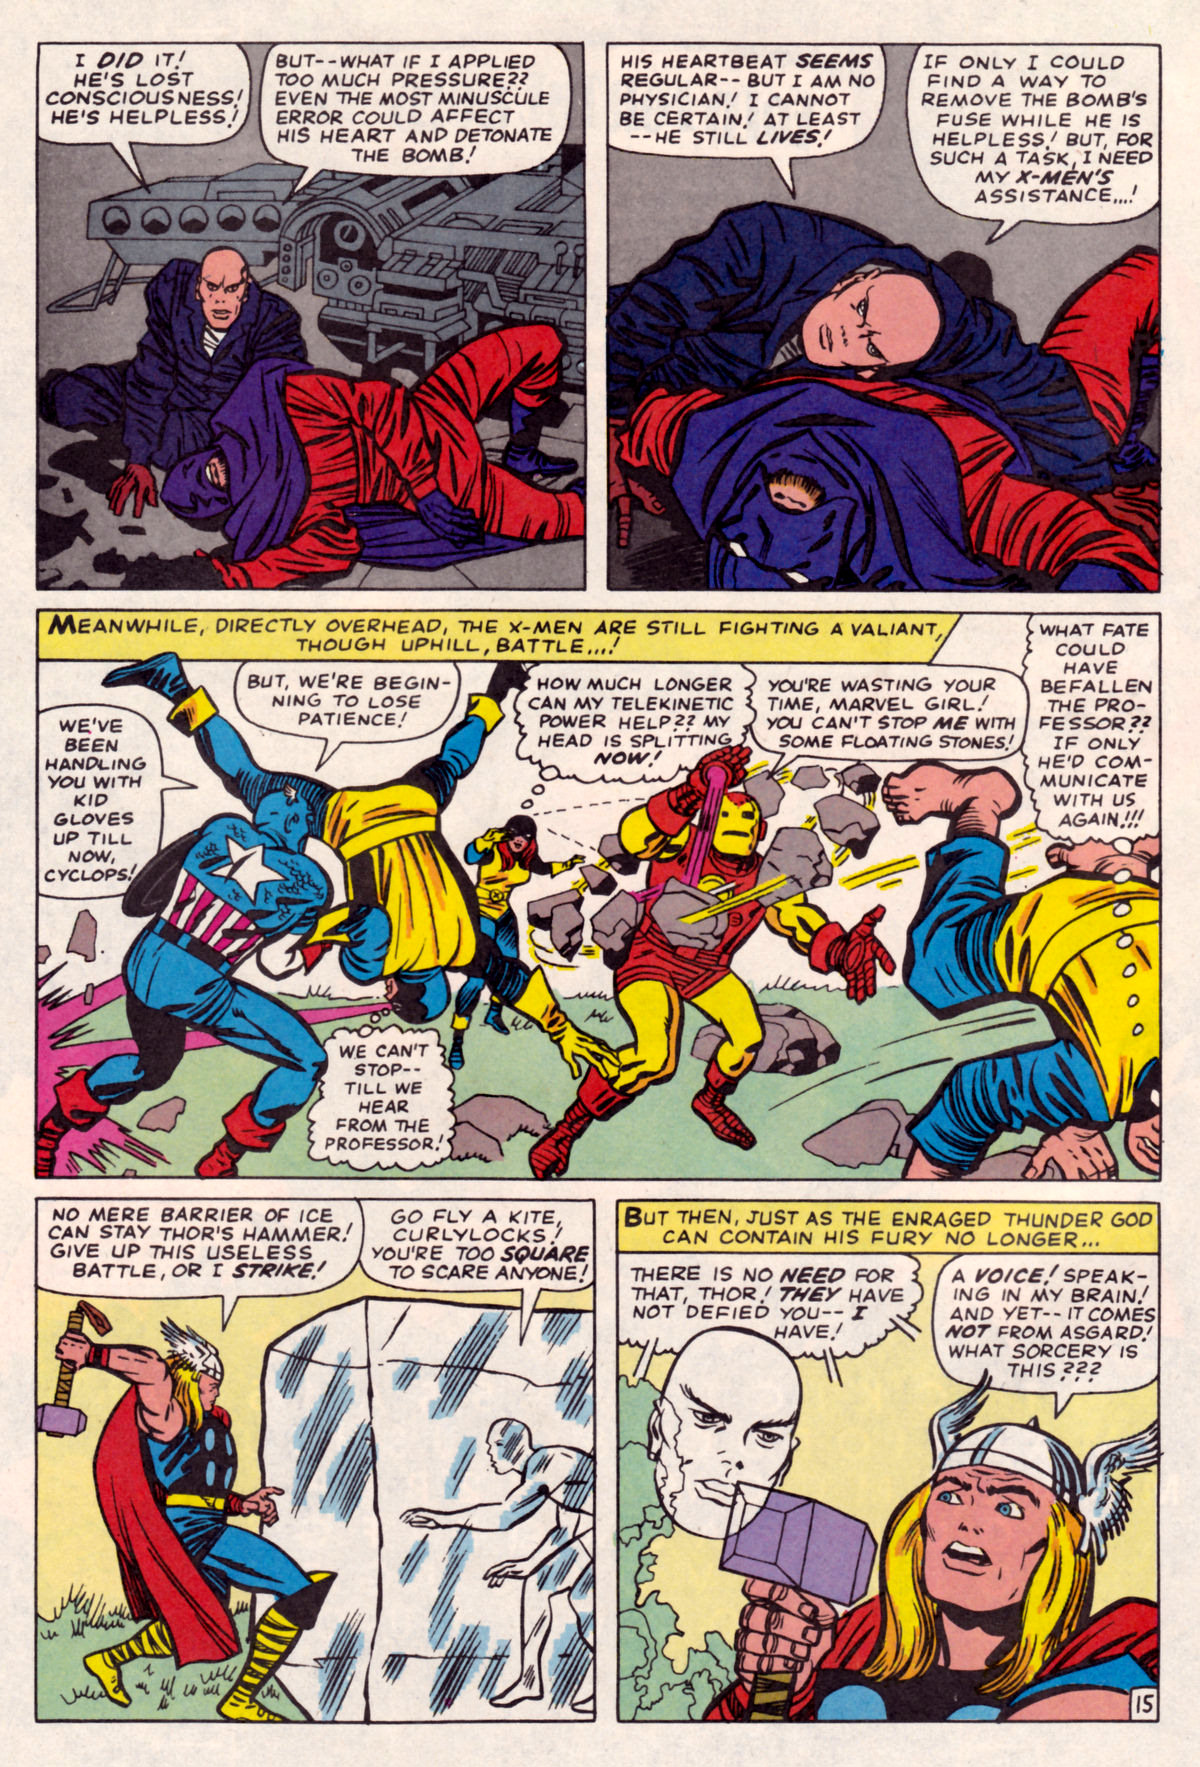 I DID IT!
HE'S LOST
CONSCIOUSNESS!
HE'S HELPLESS!
BUT--WHAT IF I APPLIED
TOO MUCH PRESSURE??
EVEN THE MOST MINUSCULE
ERROR COULD AFFECT
HIS HEART AND DETONATE
THE BOMB!
HIS HEARTBEAT SEEMS
REGULAR-- BUT I AM NO
PHYSICIAN! I CANNOT
BE CERTAIN! AT LEAST
--HE STILL LIVES!
IF ONLY I COULD
FIND A WAY TO
REMOVE THE BOMB'S
FUSE WHILE HE IS
HELPLESS! BUT, FOR
SUCH A TASK, I NEED
MY X-MEN'S
ASSISTANCE....!
MEANWHILE, DIRECTLY OVERHEAD, THE X-MEN ARE STILL FIGHTING A VALIANT,
THOUGH UPHILL, BATTLE....!
WE'VE
BEEN
HANDLING
YOU WITH
KID
GLOVES
UP TILL
NOW,
CYCLOPS!
BUT, WE'RE BEGIN-
NING TO LOSE
PATIENCE!
WE CAN'T
STOP--
TILL WE
HEAR
FROM THE
PROFESSOR!
HOW MUCH LONGER
CAN MY TELEKINETIC
POWER HELP?? MY
HEAD IS SPLITTING
NOW!
YOU'RE WASTING YOUR
TIME, MARVEL GIRL!
YOU CAN'T STOP ME WITH
SOME FLOATING STONES!
WHAT FATE
COULD
HAVE
BEFALLEN
THE PRO-
FESSOR??
IF ONLY
HE'D COM-
MUNICATE
WITH US
AGAIN!!!
NO MERE BARRIER OF ICE
CAN STAY THOR'S HAMMER!
GIVE UP THIS USELESS
BATTLE, OR I STRIKE!
GO FLY A KITE,
CURLYLOCKS!
YOU'RE TOO SQUARE
TO SCARE ANYONE!
BUT THEN, JUST AS THE ENRAGED THUNDER GOD
CAN CONTAIN HIS FURY NO LONGER...
THERE IS NO NEED FOR
THAT, THOR! THEY HAVE
NOT DEFIED YOU-- I
HAVE!
A VOICE! SPEAK-
ING IN MY BRAIN!
AND YET-- IT COMES
NOT FROM ASGARD!
WHAT SORCERY IS
THIS???
15